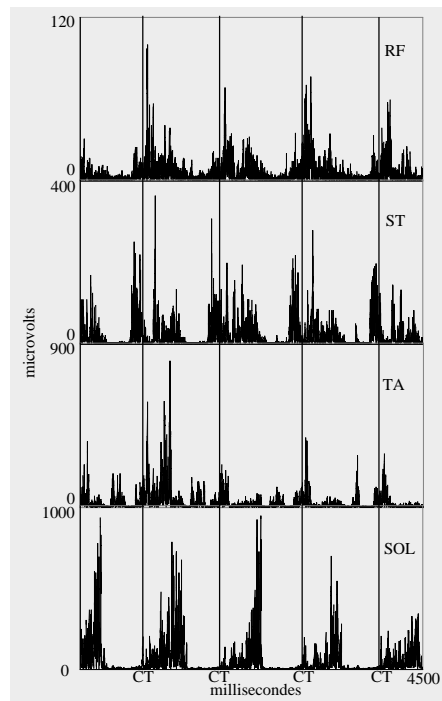 120
RF
0
400
ST
microvolts
0
900
TA
0
1000
SOL
0
CT CT CT CT 4500
millisecondes